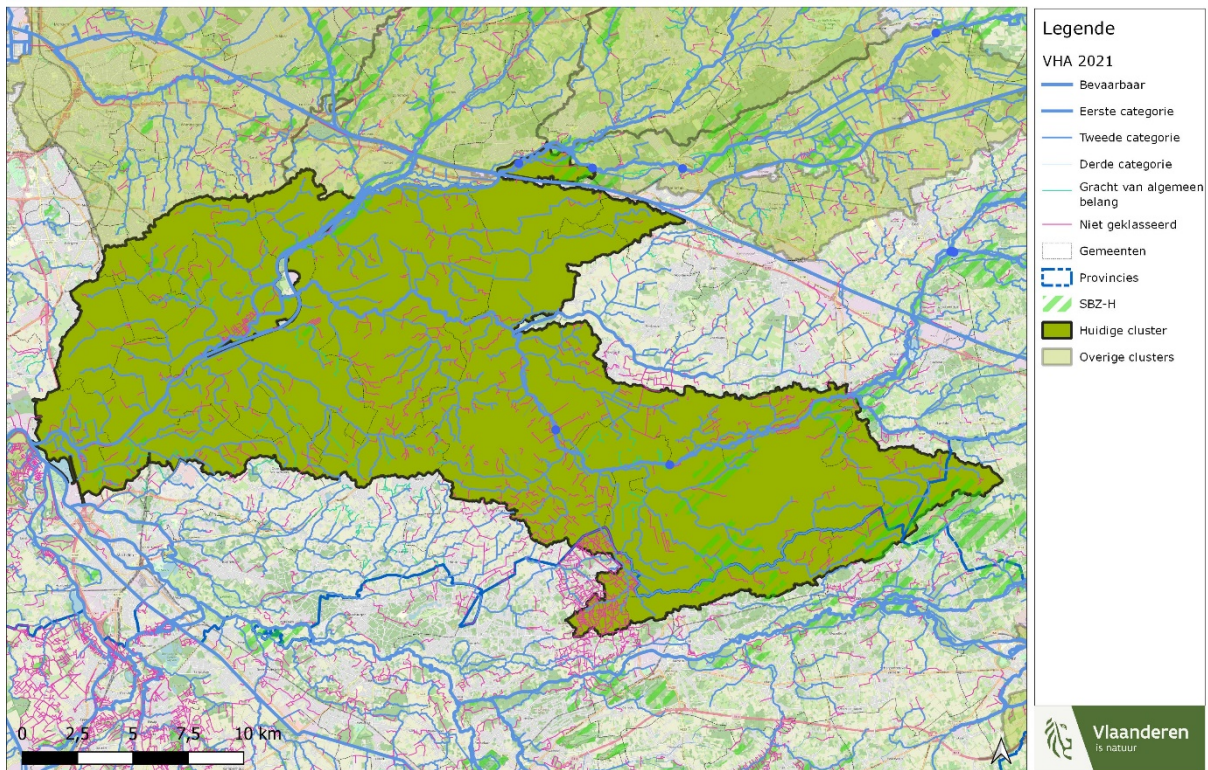 Legende
VHA 2021
Bevaarbaar
Eerste categorie
Tweede categorie
Derde categorie
Gracht van algemeen
belang
Niet geklasseerd
Gemeenten
Provincies
SBZ-H
Huidige cluster
Overige clusters
0 2,5 5 7,5 10 km
Vlaanderen
is natuur